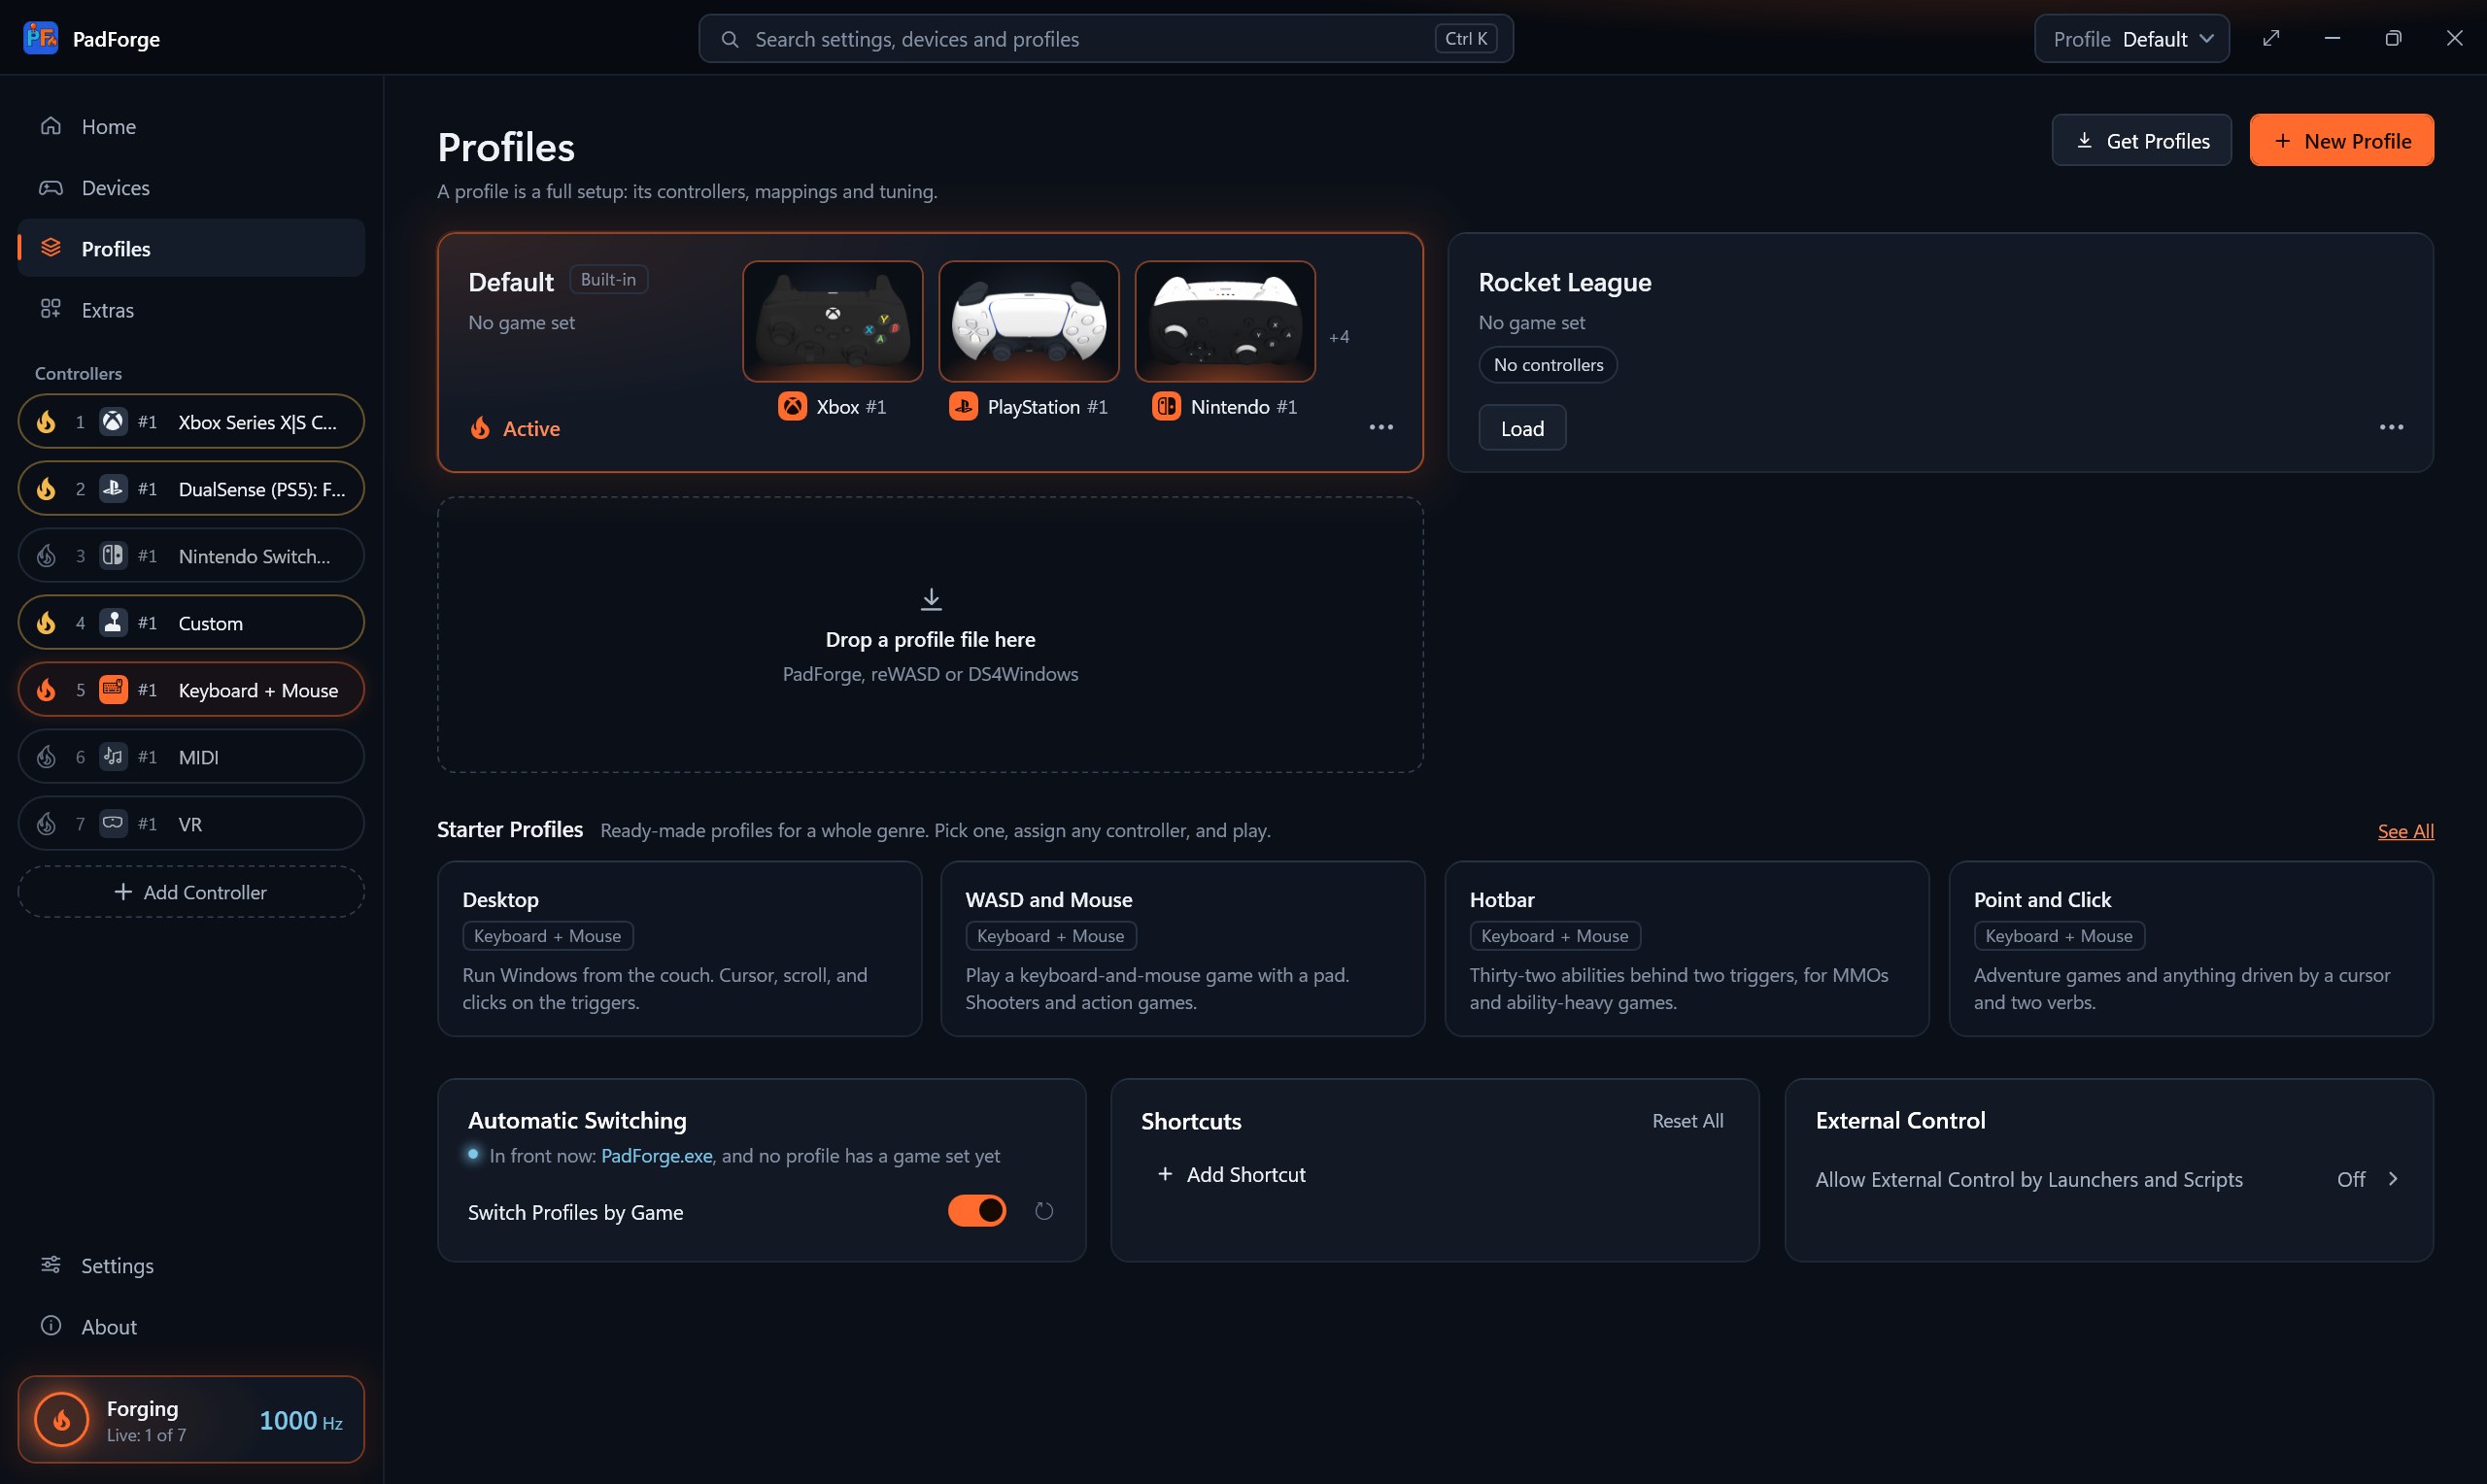 PadForge
Search settings, devices and profiles
Ctrl K
Profile Default
Home
Devices
Profiles
Extras
Controllers
1 #1 Xbox Series X|S C...
2 #1 DualSense (PS5): F...
3 #1 Nintendo Switch...
4 #1 Custom
5 #1 Keyboard + Mouse
6 #1 MIDI
7 #1 VR
+ Add Controller
Settings
About
Forging
Live: 1 of 7
1000 Hz
Profiles
A profile is a full setup: its controllers, mappings and tuning.
Get Profiles
+ New Profile
Default Built-in
No game set
Xbox #1
PlayStation #1
Nintendo #1
+4
Active
Rocket League
No game set
No controllers
Load
Drop a profile file here
PadForge, reWASD or DS4Windows
Starter Profiles Ready-made profiles for a whole genre. Pick one, assign any controller, and play.
See All
Desktop
Keyboard + Mouse
Run Windows from the couch. Cursor, scroll, and
clicks on the triggers.
WASD and Mouse
Keyboard + Mouse
Play a keyboard-and-mouse game with a pad.
Shooters and action games.
Hotbar
Keyboard + Mouse
Thirty-two abilities behind two triggers, for MMOs
and ability-heavy games.
Point and Click
Keyboard + Mouse
Adventure games and anything driven by a cursor
and two verbs.
Automatic Switching
In front now: PadForge.exe, and no profile has a game set yet
Switch Profiles by Game
Shortcuts
Reset All
+ Add Shortcut
External Control
Allow External Control by Launchers and Scripts
Off